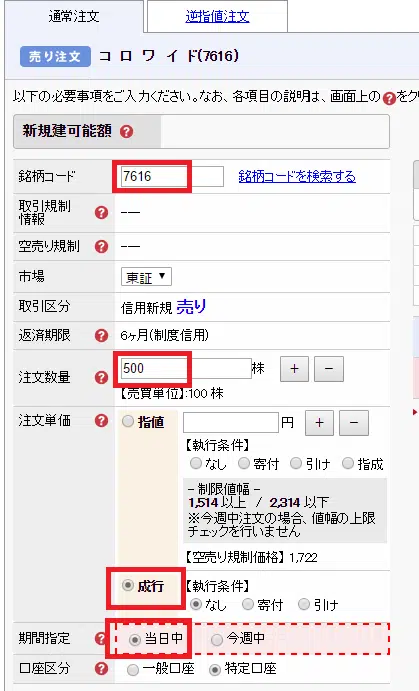 通常注文
逆指値注文
売り注文 コロワイド(7616)
以下の必要事項をご入力ください。なお、各項目の説明は、画面上の?をク
新規建可能額 ?
銘柄コード 7616 銘柄コードを検索する
取引規制
情報 ? ---
空売り規制 ? ---
市場 東証 ▼
取引区分 信用新規 売り
返済期限 ? 6ヶ月(制度信用)
注文数量 ? 500 株 + -
【売買単位】:100 株
注文単価 ? 指値 円 + -
【執行条件】
なし 寄付 引け 指成
- 制限値幅 -
1,514 以上 / 2,314 以下
※今週中注文の場合、値幅の上限
チェックを行いません
【空売り規制価格】 1,722
成行 【執行条件】
なし 寄付 引け
期間指定 ? 当日中 今週中
口座区分 ? 一般口座 特定口座